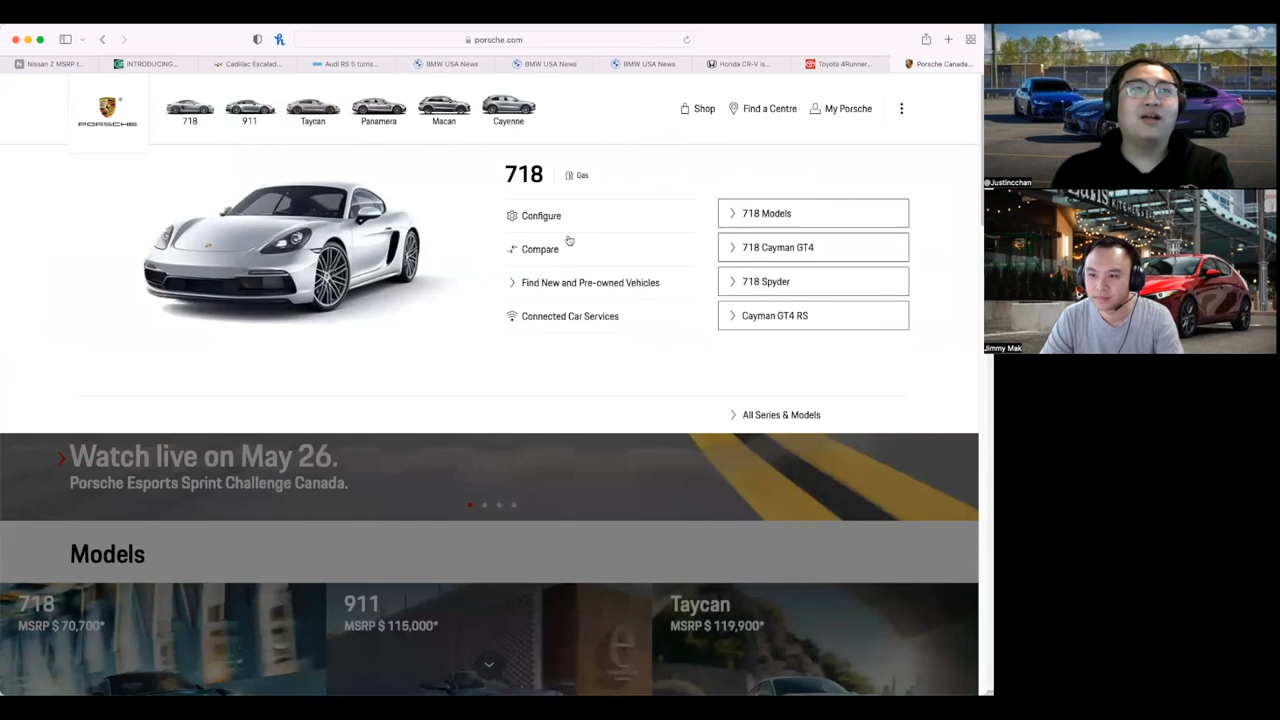 porsche.com
Nissan Z MSRP t...
INTRODUCING...
Cadillac Escalad...
Audi RS 5 turns...
BMW USA News
BMW USA News
BMW USA News
Honda CR-V is...
Toyota 4Runner...
Porsche Canada...
PORSCHE
718
911
Taycan
Panamera
Macan
Cayenne
Shop
Find a Centre
My Porsche
718
Gas
Configure
Compare
Find New and Pre-owned Vehicles
Connected Car Services
718 Models
718 Cayman GT4
718 Spyder
Cayman GT4 RS
All Series & Models
Watch live on May 26.
Porsche Esports Sprint Challenge Canada.
Models
718
MSRP $ 70,700*
911
MSRP $ 115,000*
Taycan
MSRP $ 119,900*
@Justincchan
KITCHEN
Jimmy Mak